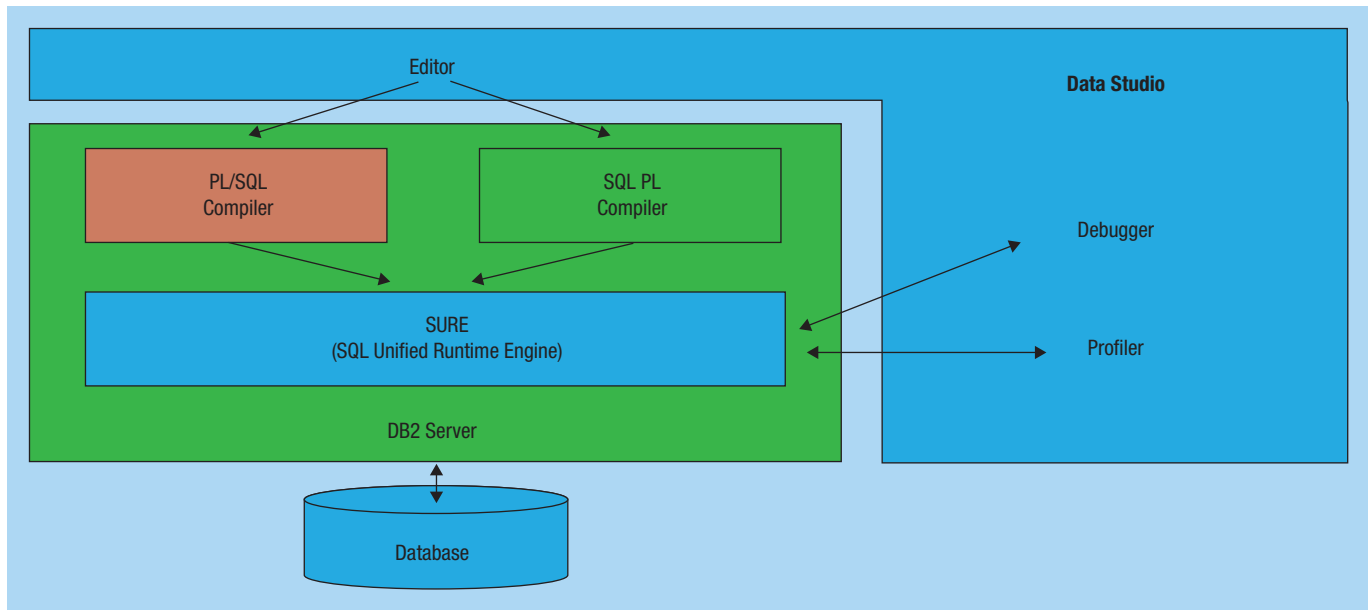 Editor
Data Studio
PL/SQL
Compiler
SQL PL
Compiler
Debugger
SURE
(SQL Unified Runtime Engine)
Profiler
DB2 Server
Database